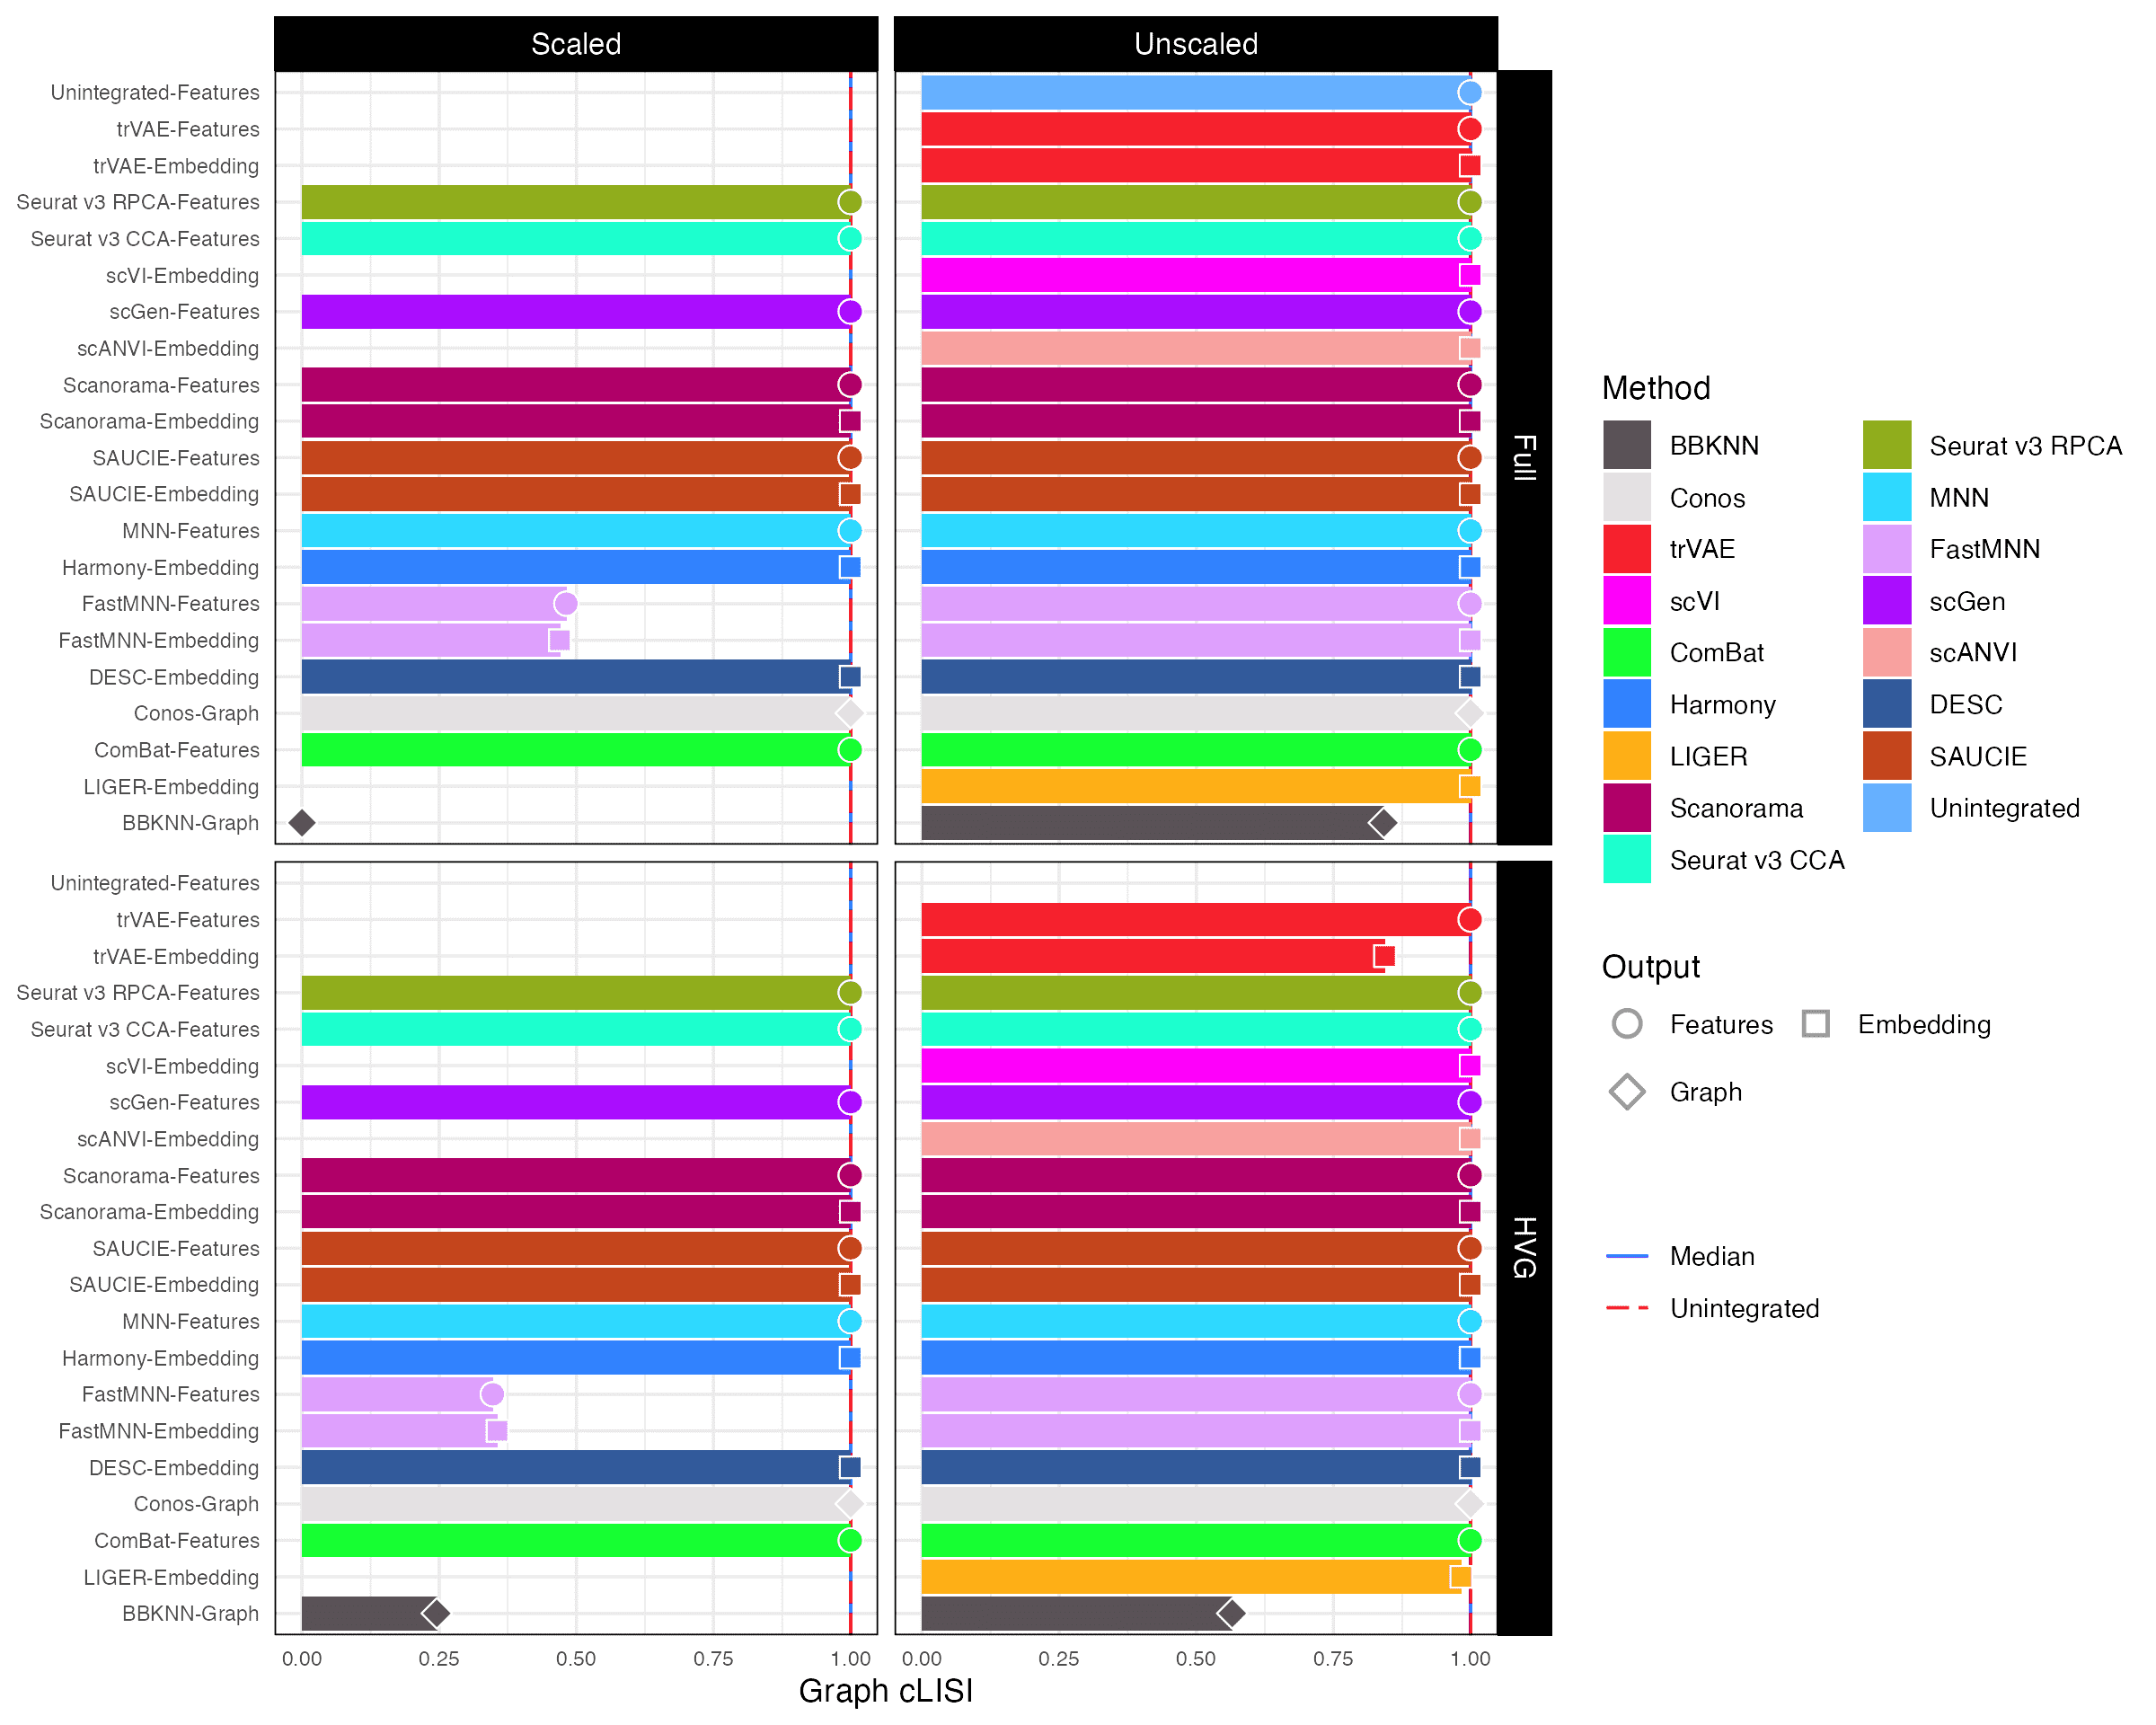 Scaled
Unscaled
Unintegrated-Features
trVAE-Features
trVAE-Embedding
Seurat v3 RPCA-Features
Seurat v3 CCA-Features
scVI-Embedding
scGen-Features
scANVI-Embedding
Scanorama-Features
Scanorama-Embedding
SAUCIE-Features
SAUCIE-Embedding
MNN-Features
Harmony-Embedding
FastMNN-Features
FastMNN-Embedding
DESC-Embedding
Conos-Graph
ComBat-Features
LIGER-Embedding
BBKNN-Graph
Full
Unintegrated-Features
trVAE-Features
trVAE-Embedding
Seurat v3 RPCA-Features
Seurat v3 CCA-Features
scVI-Embedding
scGen-Features
scANVI-Embedding
Scanorama-Features
Scanorama-Embedding
SAUCIE-Features
SAUCIE-Embedding
MNN-Features
Harmony-Embedding
FastMNN-Features
FastMNN-Embedding
DESC-Embedding
Conos-Graph
ComBat-Features
LIGER-Embedding
BBKNN-Graph
HVG
0.00 0.25 0.50 0.75 1.00
0.00 0.25 0.50 0.75 1.00
Graph cLISI
Method
BBKNN
Conos
trVAE
scVI
ComBat
Harmony
LIGER
Scanorama
Seurat v3 CCA
Seurat v3 RPCA
MNN
FastMNN
scGen
scANVI
DESC
SAUCIE
Unintegrated
Output
Features
Embedding
Graph
Median
Unintegrated